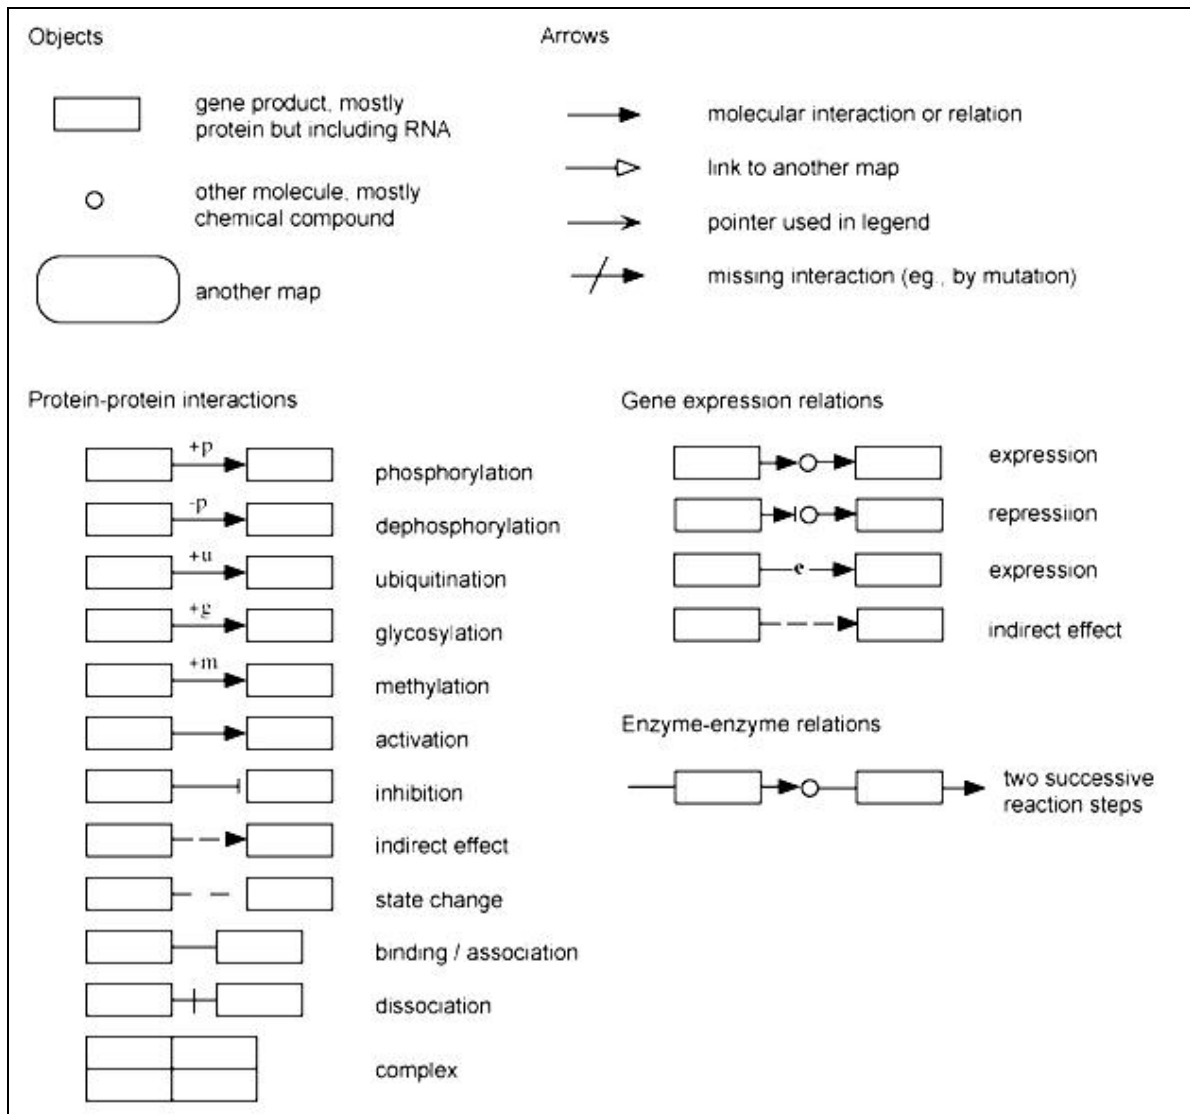 Objects
gene product, mostly
protein but including RNA
other molecule, mostly
chemical compound
another map
Arrows
molecular interaction or relation
link to another map
pointer used in legend
missing interaction (eg., by mutation)
Protein-protein interactions
+p
phosphorylation
-p
dephosphorylation
+u
ubiquitination
+g
glycosylation
+m
methylation
activation
inhibition
indirect effect
state change
binding / association
dissociation
complex
Gene expression relations
expression
repressiion
e
expression
indirect effect
Enzyme-enzyme relations
two successive
reaction steps